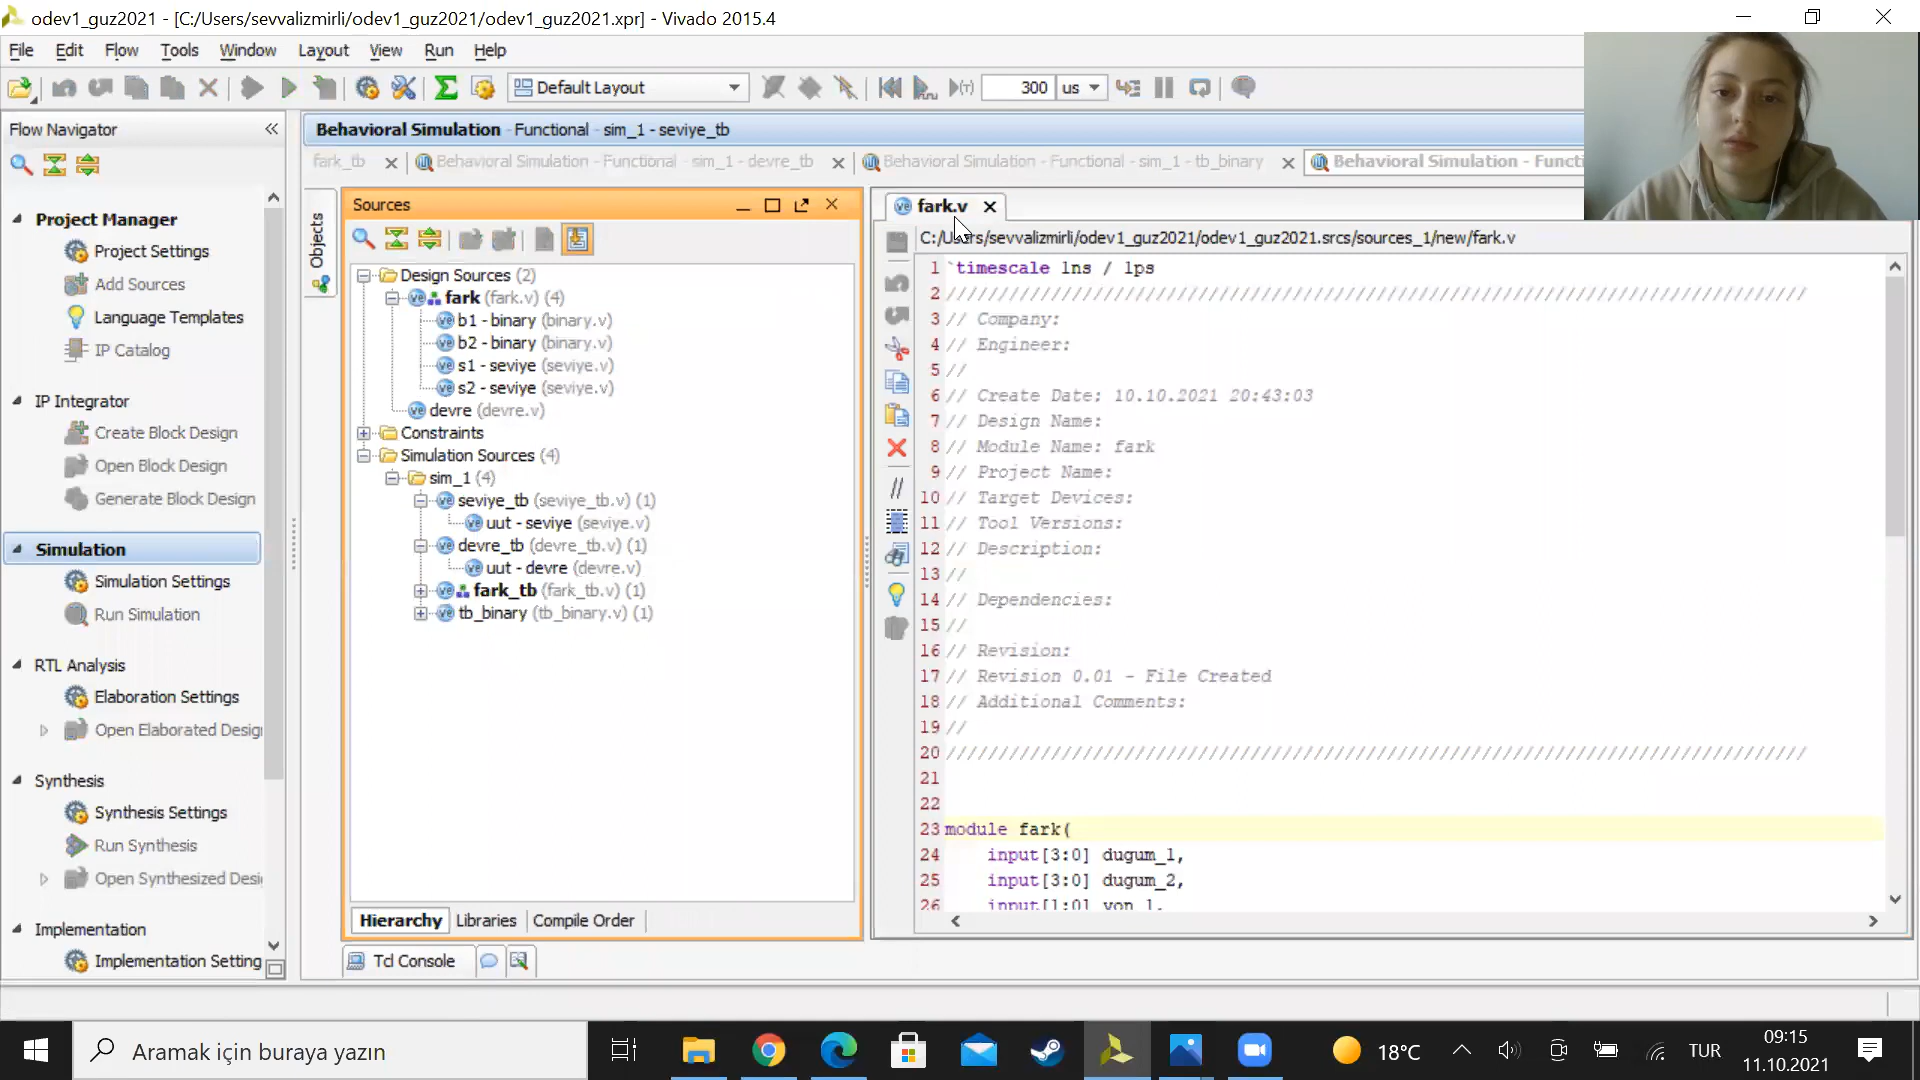 odev1_guz2021 - [C:/Users/sevvalizmirli/odev1_guz2021/odev1_guz2021.xpr] - Vivado 2015.4
File Edit Flow Tools Window Layout View Run Help
Default Layout 300 us
Flow Navigator
Project Manager
Project Settings
Add Sources
Language Templates
IP Catalog
IP Integrator
Create Block Design
Open Block Design
Generate Block Design
Simulation
Simulation Settings
Run Simulation
RTL Analysis
Elaboration Settings
Open Elaborated Desig
Synthesis
Synthesis Settings
Run Synthesis
Open Synthesized Desi
Implementation
Implementation Setting
Behavioral Simulation - Functional - sim_1 - seviye_tb
fark_tb Behavioral Simulation - Functional - sim_1 - devre_tb Behavioral Simulation - Functional - sim_1 - tb_binary Behavioral Simulation - Functi
Objects
Sources
Design Sources (2)
fark (fark.v) (4)
b1 - binary (binary.v)
b2 - binary (binary.v)
s1 - seviye (seviye.v)
s2 - seviye (seviye.v)
devre (devre.v)
Constraints
Simulation Sources (4)
sim_1 (4)
seviye_tb (seviye_tb.v) (1)
uut - seviye (seviye.v)
devre_tb (devre_tb.v) (1)
uut - devre (devre.v)
fark_tb (fark_tb.v) (1)
tb_binary (tb_binary.v) (1)
Hierarchy Libraries Compile Order
Tcl Console
fark.v
C:/Users/sevvalizmirli/odev1_guz2021/odev1_guz2021.srcs/sources_1/new/fark.v
1 `timescale 1ns / 1ps
2 //////////////////////////////////////////////////////////////////////////////////
3 // Company:
4 // Engineer:
5 //
6 // Create Date: 10.10.2021 20:43:03
7 // Design Name:
8 // Module Name: fark
9 // Project Name:
10 // Target Devices:
11 // Tool Versions:
12 // Description:
13 //
14 // Dependencies:
15 //
16 // Revision:
17 // Revision 0.01 - File Created
18 // Additional Comments:
19 //
20 //////////////////////////////////////////////////////////////////////////////////
21
22
23 module fark(
24 input[3:0] dugum_1,
25 input[3:0] dugum_2,
26 input[1:0] yon_1,
Aramak için buraya yazın
18°C
TUR
09:15
11.10.2021